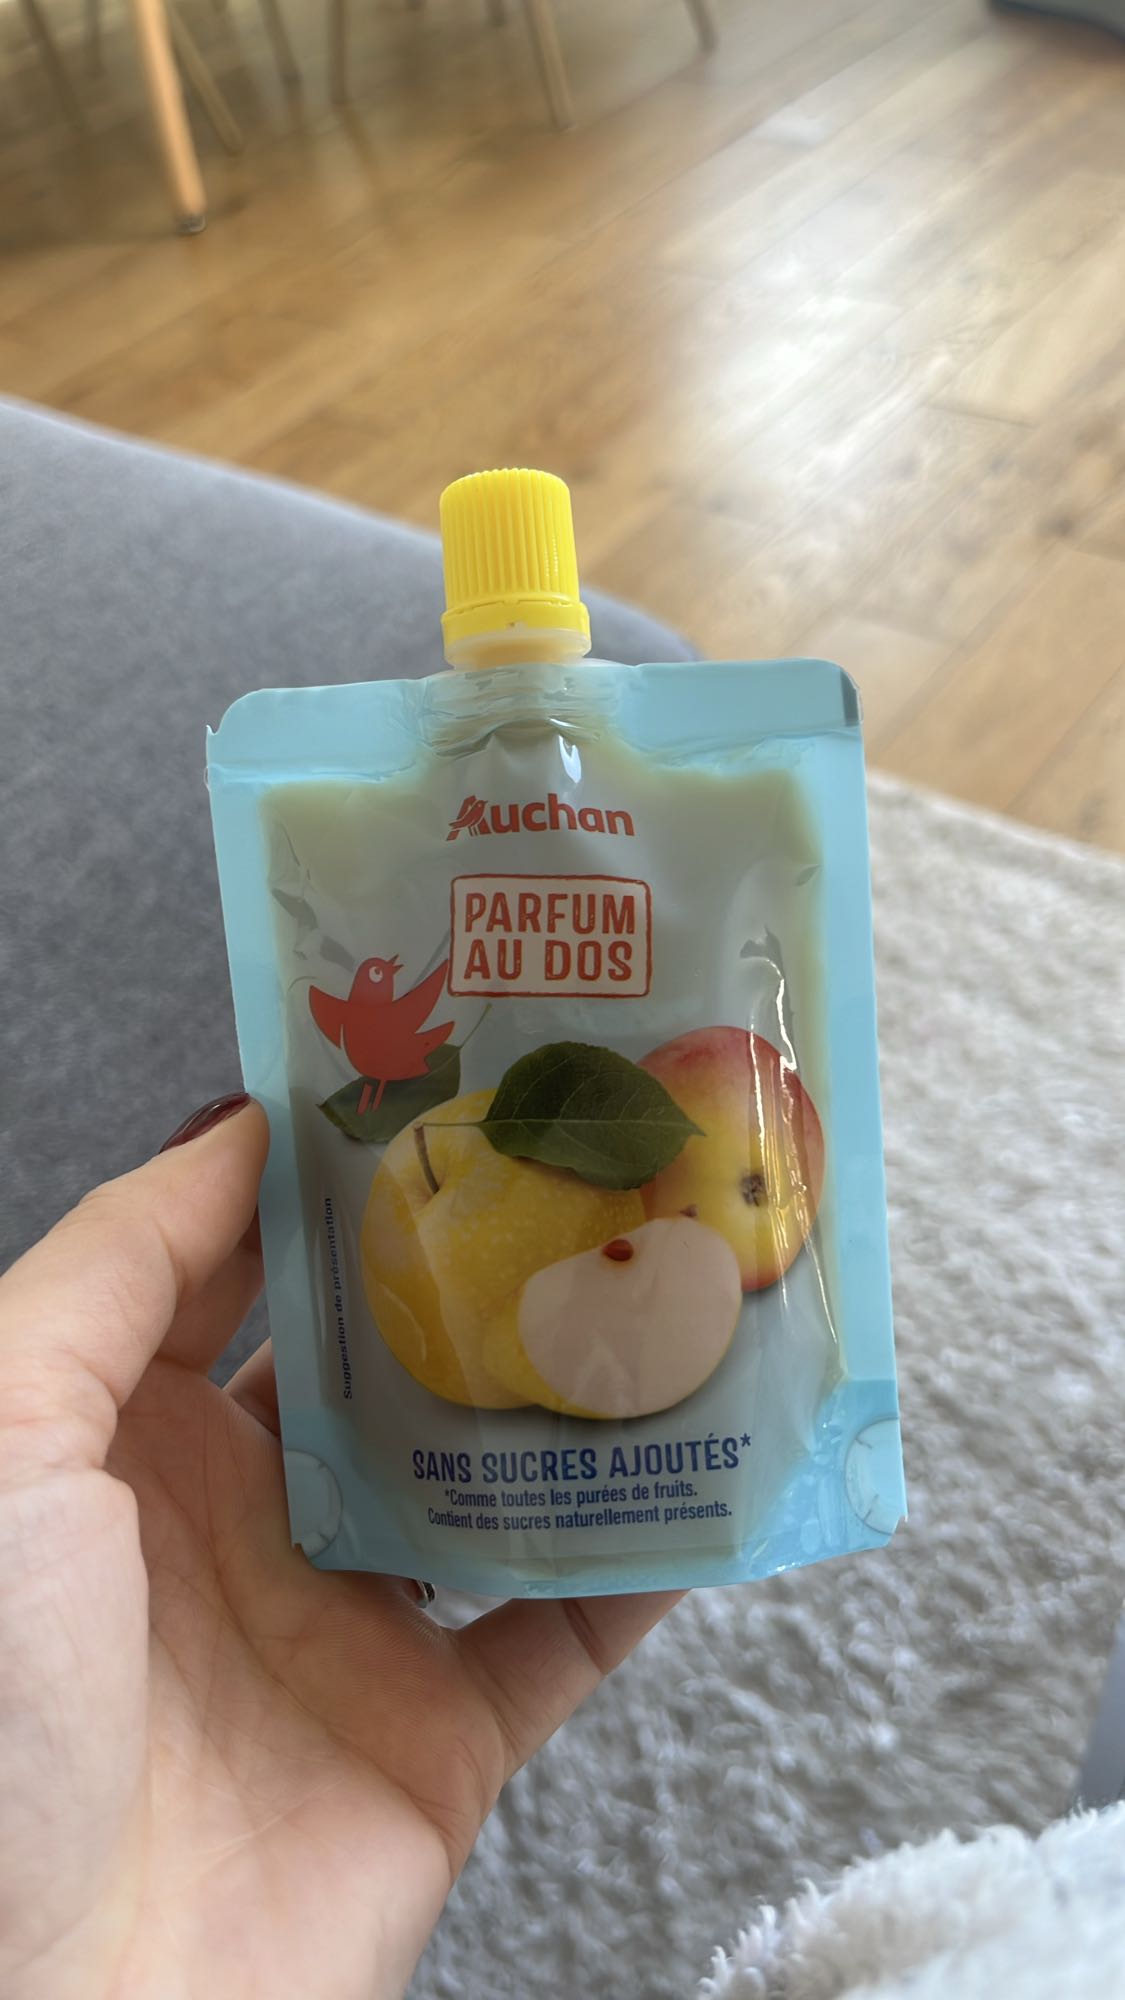 Auchan
PARFUM
AU DOS
Suggestion de présentation
SANS SUCRES AJOUTÉS*
*Comme toutes les purées de fruits.
Contient des sucres naturellement présents.